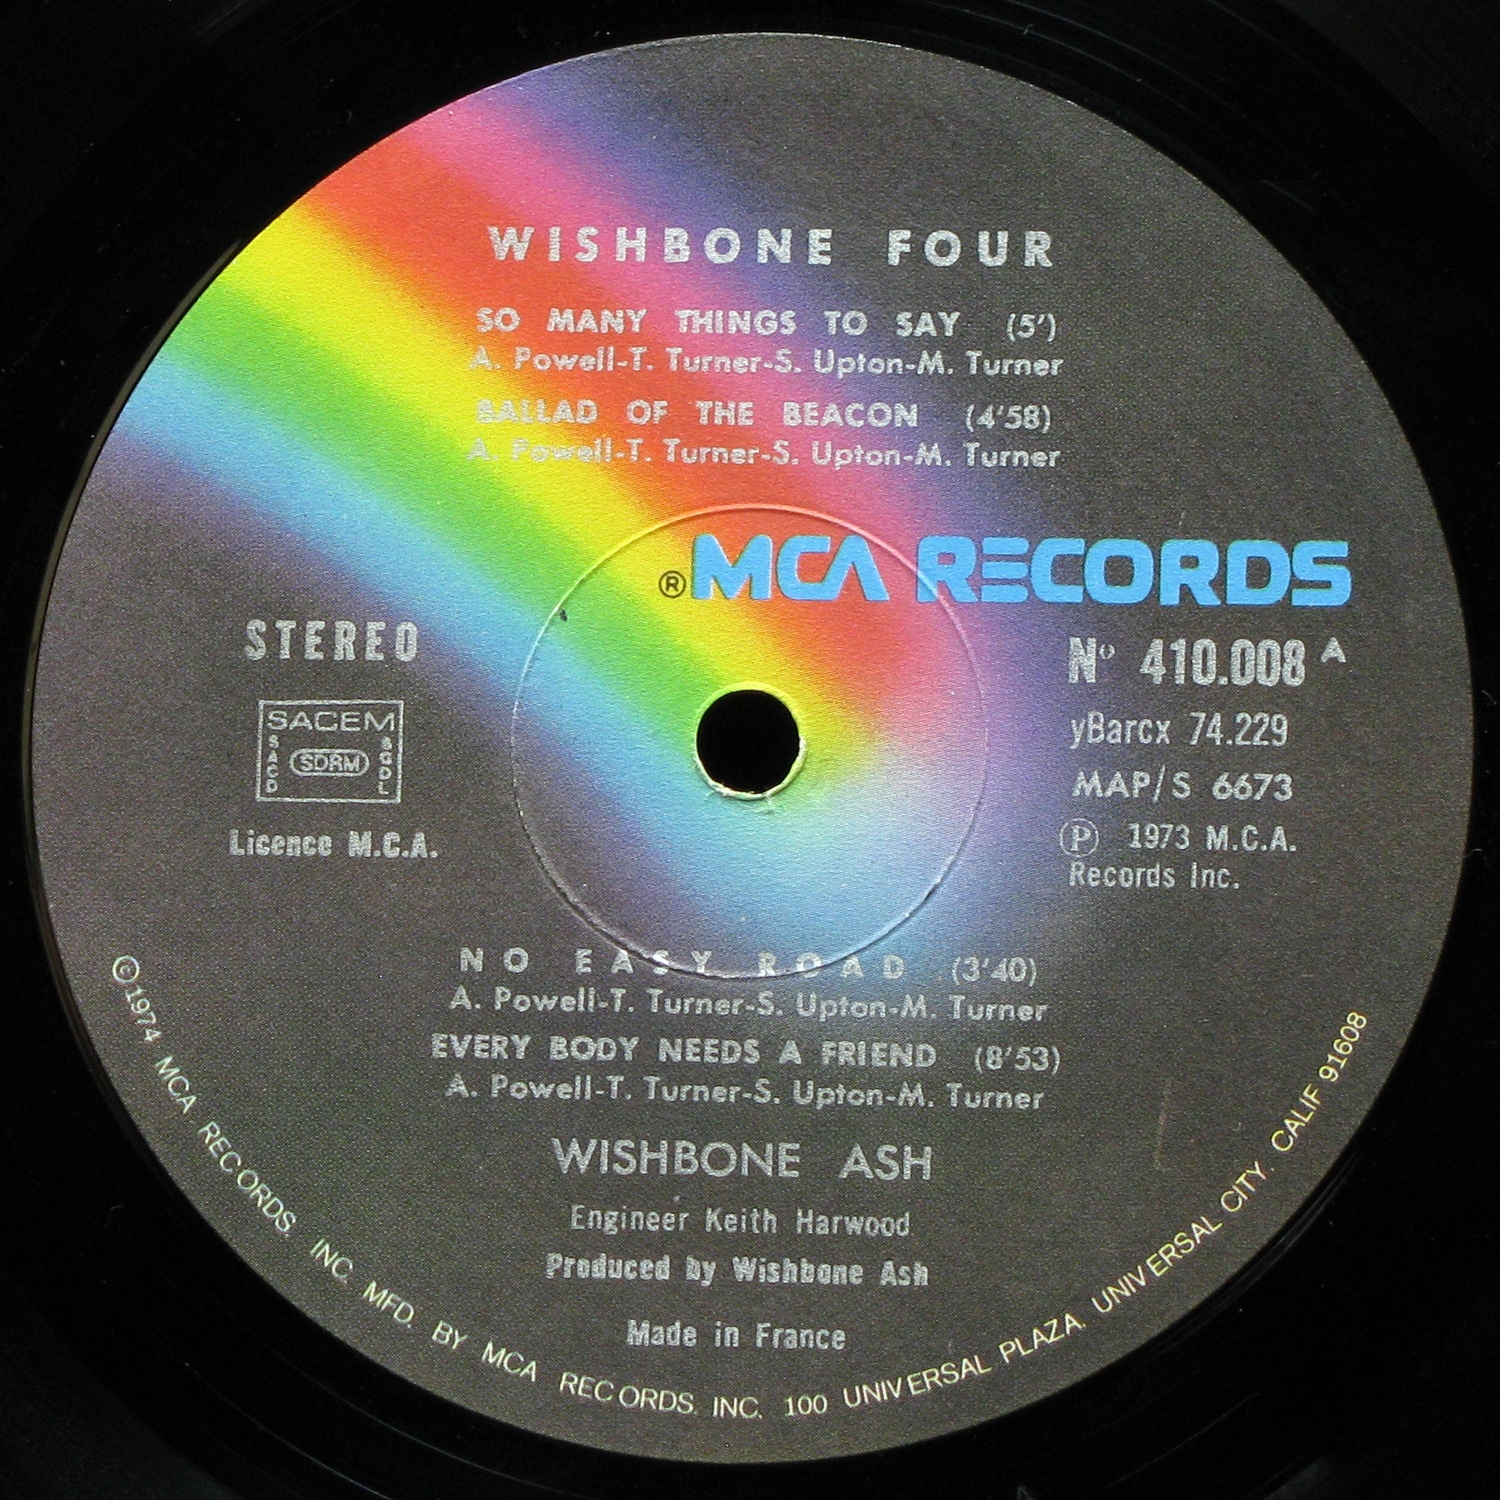 WISHBONE FOUR
SO MANY THINGS TO SAY (5')
A. Powell-T. Turner-S. Upton-M. Turner
BALLAD OF THE BEACON (4'58)
A. Powell-T. Turner-S. Upton-M. Turner
® MCA RECORDS
STEREO
SACEM
SACD
SDRM
SGDL
Licence M.C.A.
Nº 410.008 A
yBarcx 74.229
MAP/S 6673
Ⓟ 1973 M.C.A.
Records Inc.
NO EASY ROAD (3'40)
A. Powell-T. Turner-S. Upton-M. Turner
EVERY BODY NEEDS A FRIEND (8'53)
A. Powell-T. Turner-S. Upton-M. Turner
WISHBONE ASH
Engineer Keith Harwood
Produced by Wishbone Ash
Made in France
© 1974 MCA RECORDS. INC. MFD. BY MCA RECORDS. INC. 100 UNIVERSAL PLAZA. UNIVERSAL CITY. CALIF 91608